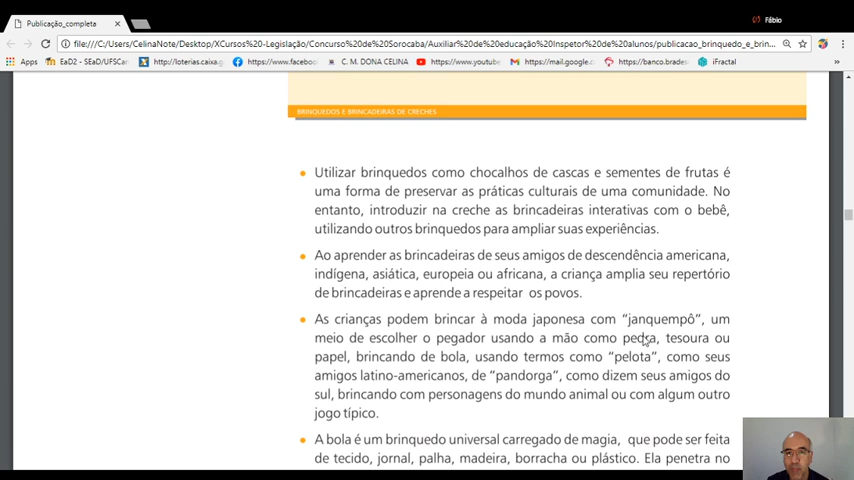 Publicação_completa
Fábio
file:///C:/Users/CelinaNote/Desktop/XCursos%20-Legislação/Concurso%20de%20Sorocaba/Auxiliar%20de%20educação%20Inspetor%20de%20alunos/publicacao_brinquedo_e_brin...
Apps EaD2 - SEaD/UFSCar http://loterias.caixa.g https://www.faceboo C. M. DONA CELINA https://www.youtube https://mail.google.c https://banco.brades iFractal »
BRINQUEDOS E BRINCADEIRAS DE CRECHES
• Utilizar brinquedos como chocalhos de cascas e sementes de frutas é
uma forma de preservar as práticas culturais de uma comunidade. No
entanto, introduzir na creche as brincadeiras interativas com o bebê,
utilizando outros brinquedos para ampliar suas experiências.
• Ao aprender as brincadeiras de seus amigos de descendência americana,
indígena, asiática, europeia ou africana, a criança amplia seu repertório
de brincadeiras e aprende a respeitar os povos.
• As crianças podem brincar à moda japonesa com “janquempô”, um
meio de escolher o pegador usando a mão como pedra, tesoura ou
papel, brincando de bola, usando termos como “pelota”, como seus
amigos latino-americanos, de “pandorga”, como dizem seus amigos do
sul, brincando com personagens do mundo animal ou com algum outro
jogo típico.
• A bola é um brinquedo universal carregado de magia, que pode ser feita
de tecido, jornal, palha, madeira, borracha ou plástico. Ela penetra no